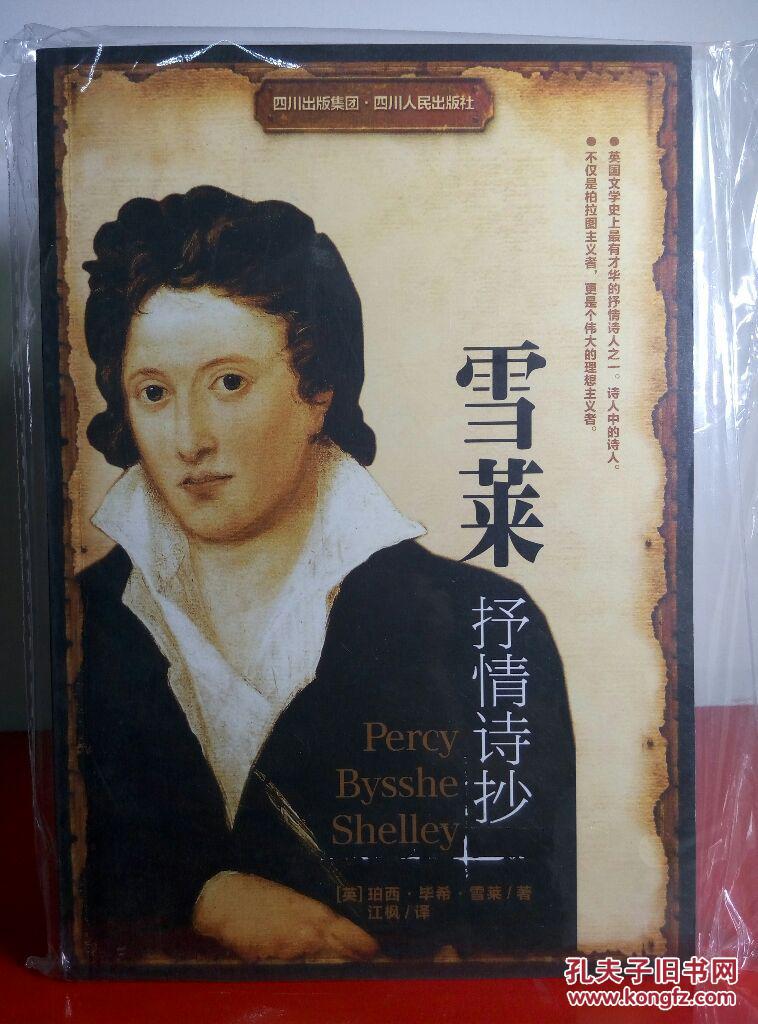 四川出版集团·四川人民出版社
●英国文学史上最有才华的抒情诗人之一。诗人中的诗人。
●不仅是柏拉图主义者，更是个伟大的理想主义者。
雪莱
抒情诗抄
Percy
Bysshe
Shelley
[英]珀西·毕希·雪莱/著
江枫/译
孔夫子旧书网
www.kongfz.com